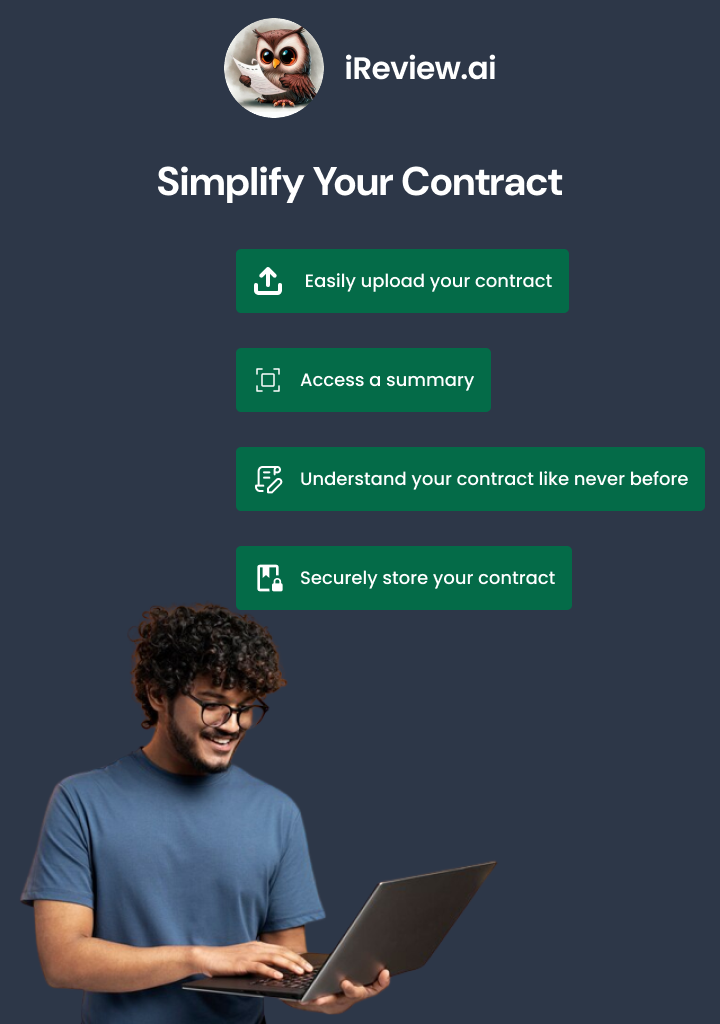 iReview.ai
Simplify Your Contract
Easily upload your contract
Access a summary
Understand your contract like never before
Securely store your contract